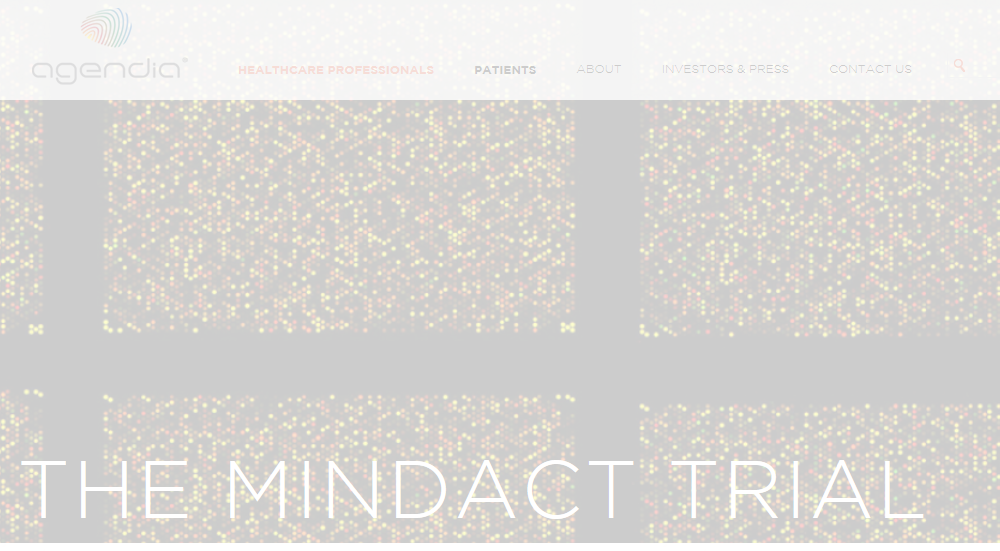 agendia®
HEALTHCARE PROFESSIONALS PATIENTS ABOUT INVESTORS & PRESS CONTACT US
THE MINDACT TRIAL